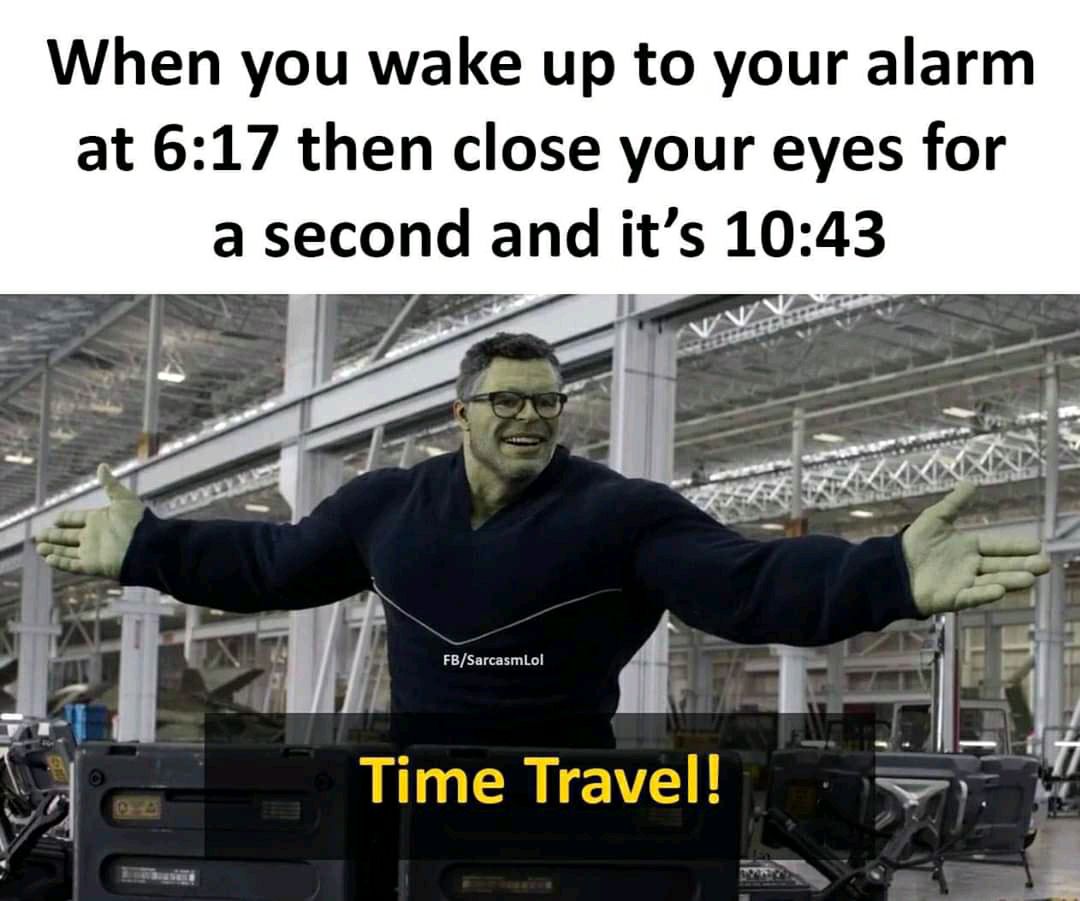 When you wake up to your alarm
at 6:17 then close your eyes for
a second and it’s 10:43
FB/SarcasmLol
Time Travel!